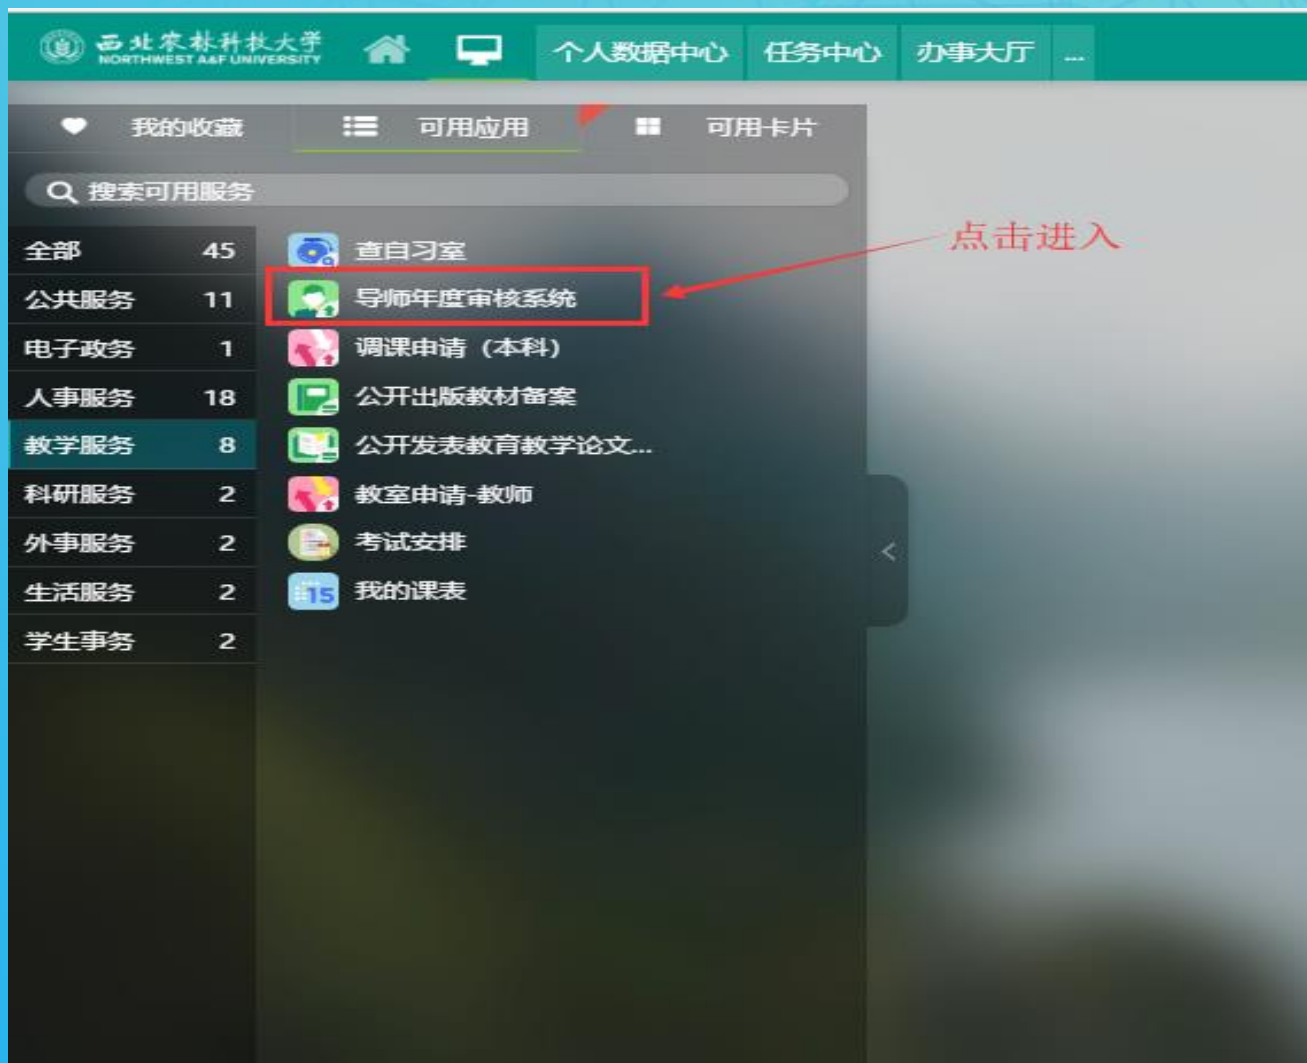 西北农林科技大学
NORTHWEST A&F UNIVERSITY
个人数据中心 任务中心 办事大厅 ...
我的收藏 可用应用 可用卡片
搜索可用服务
全部 45 查自习室
点击进入
公共服务 11 导师年度审核系统
电子政务 1 调课申请（本科）
人事服务 18 公开出版教材备案
教学服务 8 公开发表教育教学论文...
科研服务 2 教室申请-教师
外事服务 2 考试安排
生活服务 2 15 我的课表
学生事务 2